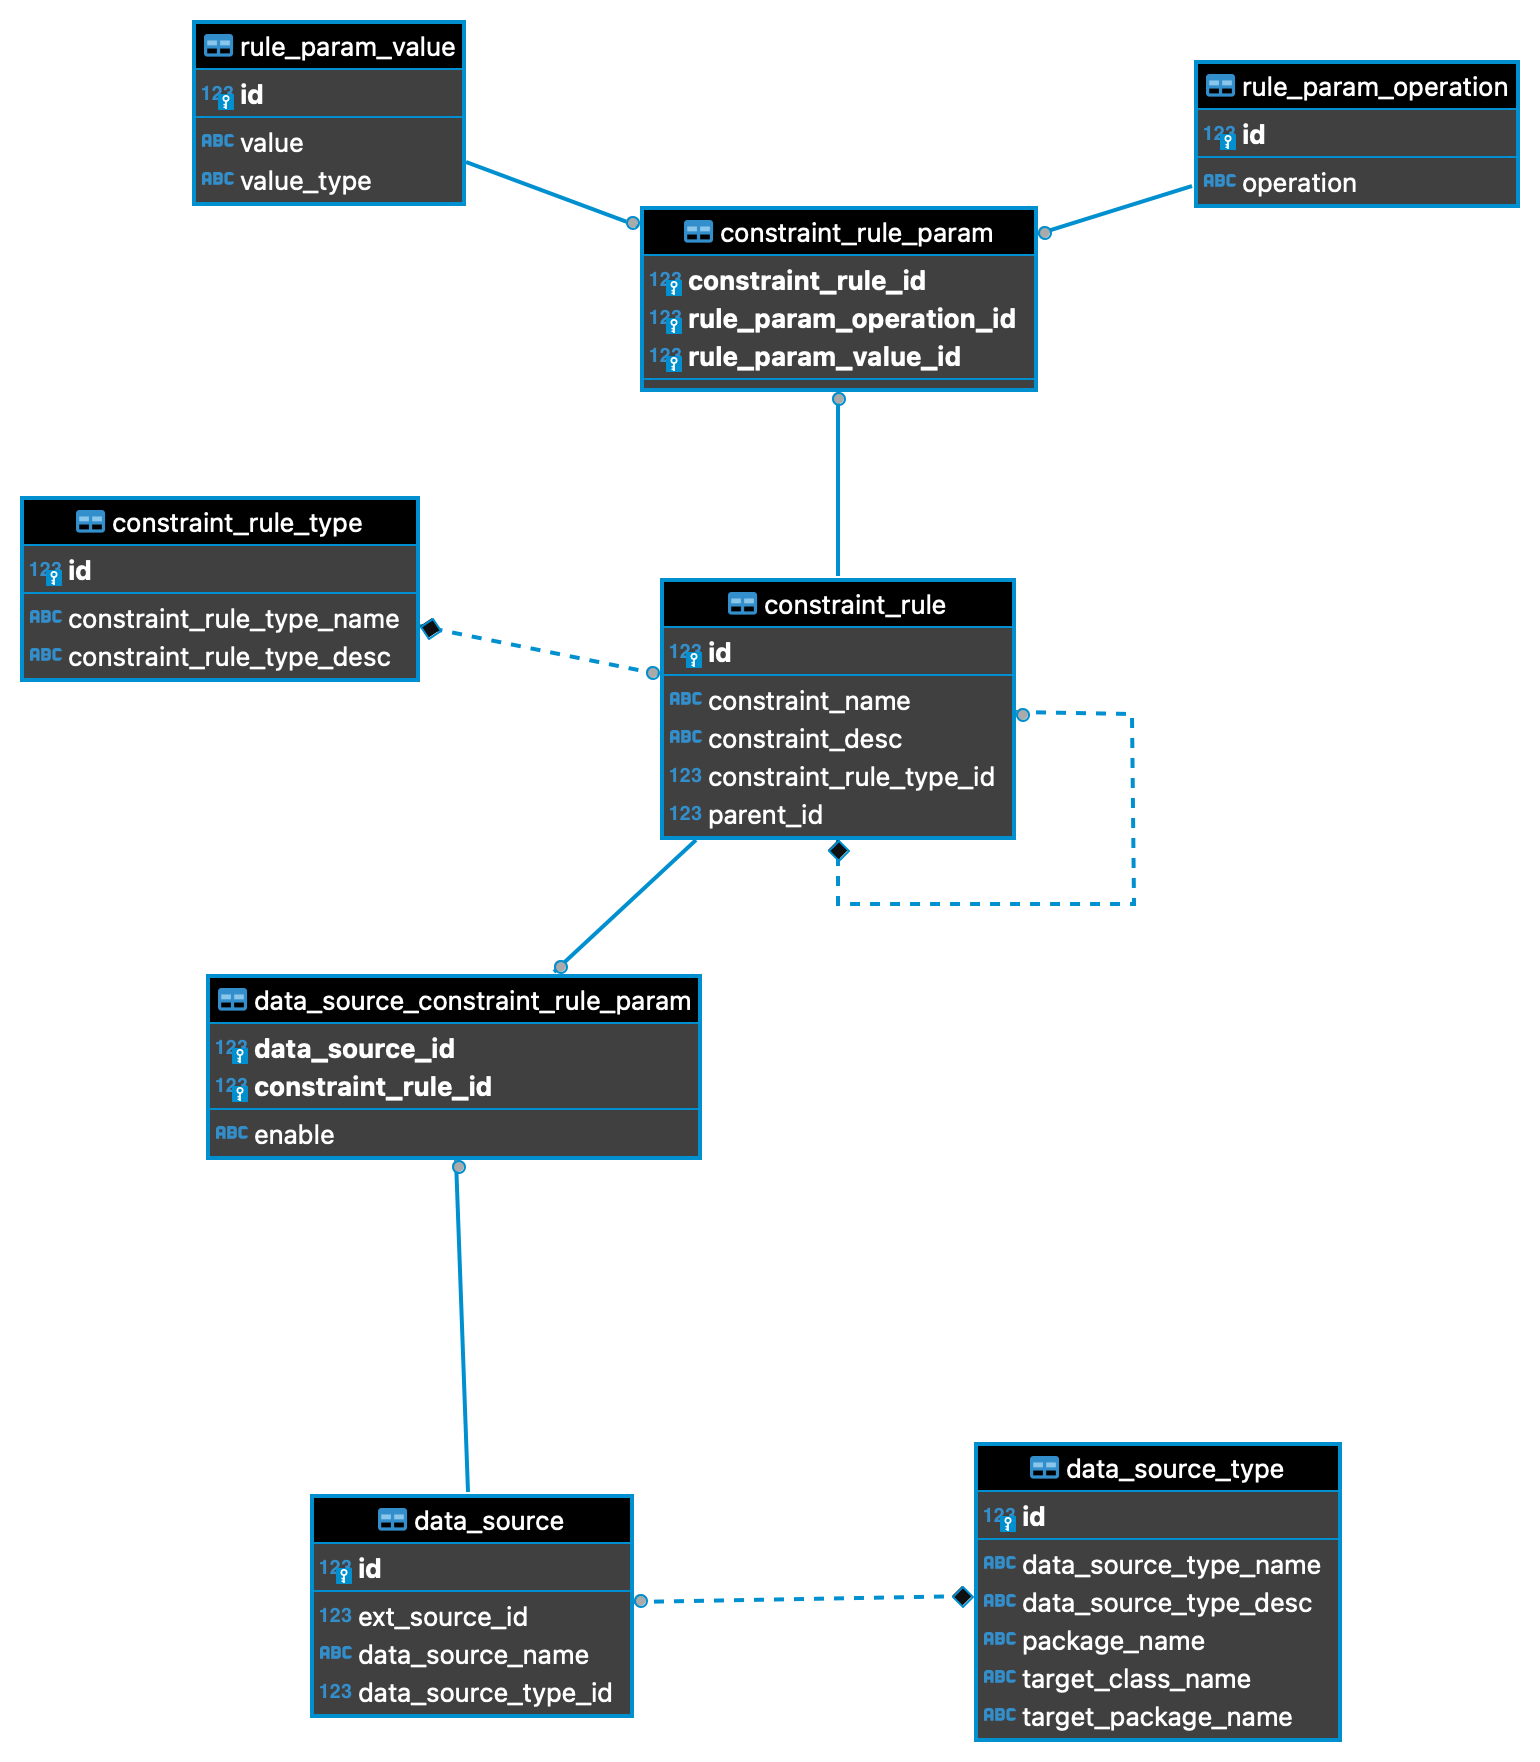 rule_param_value
123 id
ABC value
ABC value_type
rule_param_operation
123 id
ABC operation
constraint_rule_param
123 constraint_rule_id
123 rule_param_operation_id
123 rule_param_value_id
constraint_rule_type
123 id
ABC constraint_rule_type_name
ABC constraint_rule_type_desc
constraint_rule
123 id
ABC constraint_name
ABC constraint_desc
123 constraint_rule_type_id
123 parent_id
data_source_constraint_rule_param
123 data_source_id
123 constraint_rule_id
ABC enable
data_source
123 id
123 ext_source_id
ABC data_source_name
123 data_source_type_id
data_source_type
123 id
ABC data_source_type_name
ABC data_source_type_desc
ABC package_name
ABC target_class_name
ABC target_package_name